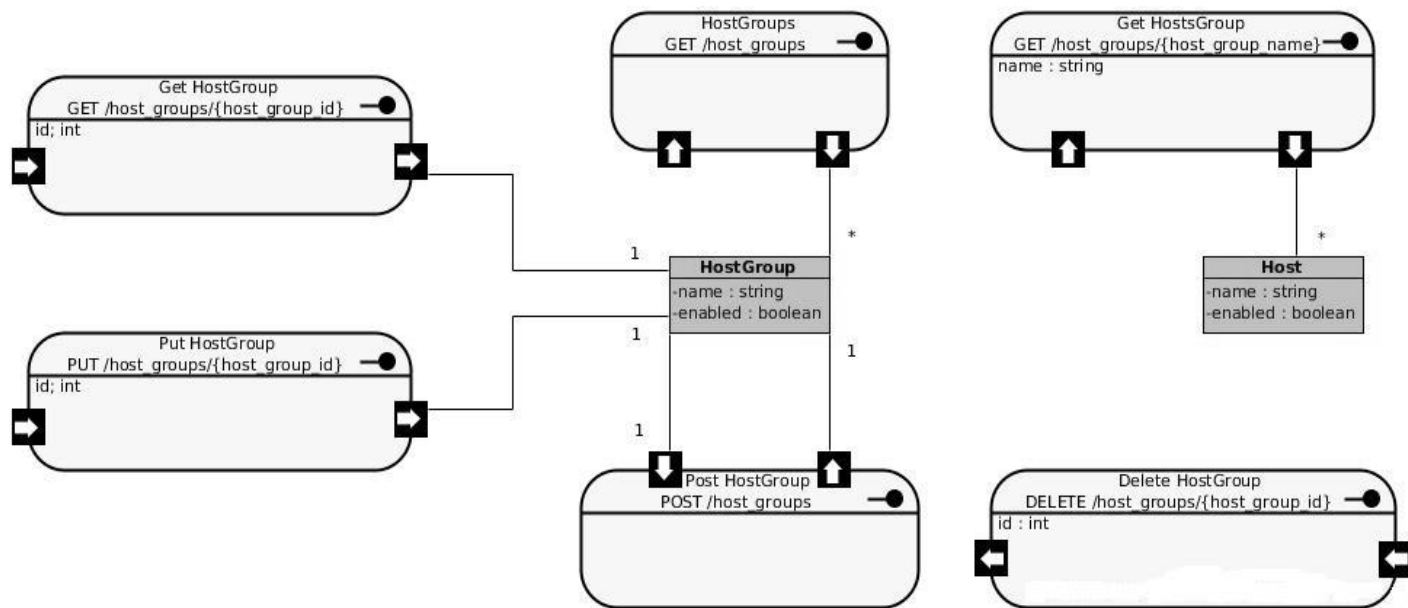 HostGroups
GET /host_groups
Get HostsGroup
GET /host_groups/{host_group_name}
name : string
Get HostGroup
GET /host_groups/{host_group_id}
id; int
*
*
1
HostGroup
-name : string
-enabled : boolean
Host
-name : string
-enabled : boolean
1
1
Put HostGroup
PUT /host_groups/{host_group_id}
id; int
1
Post HostGroup
POST /host_groups
Delete HostGroup
DELETE /host_groups/{host_group_id}
id : int